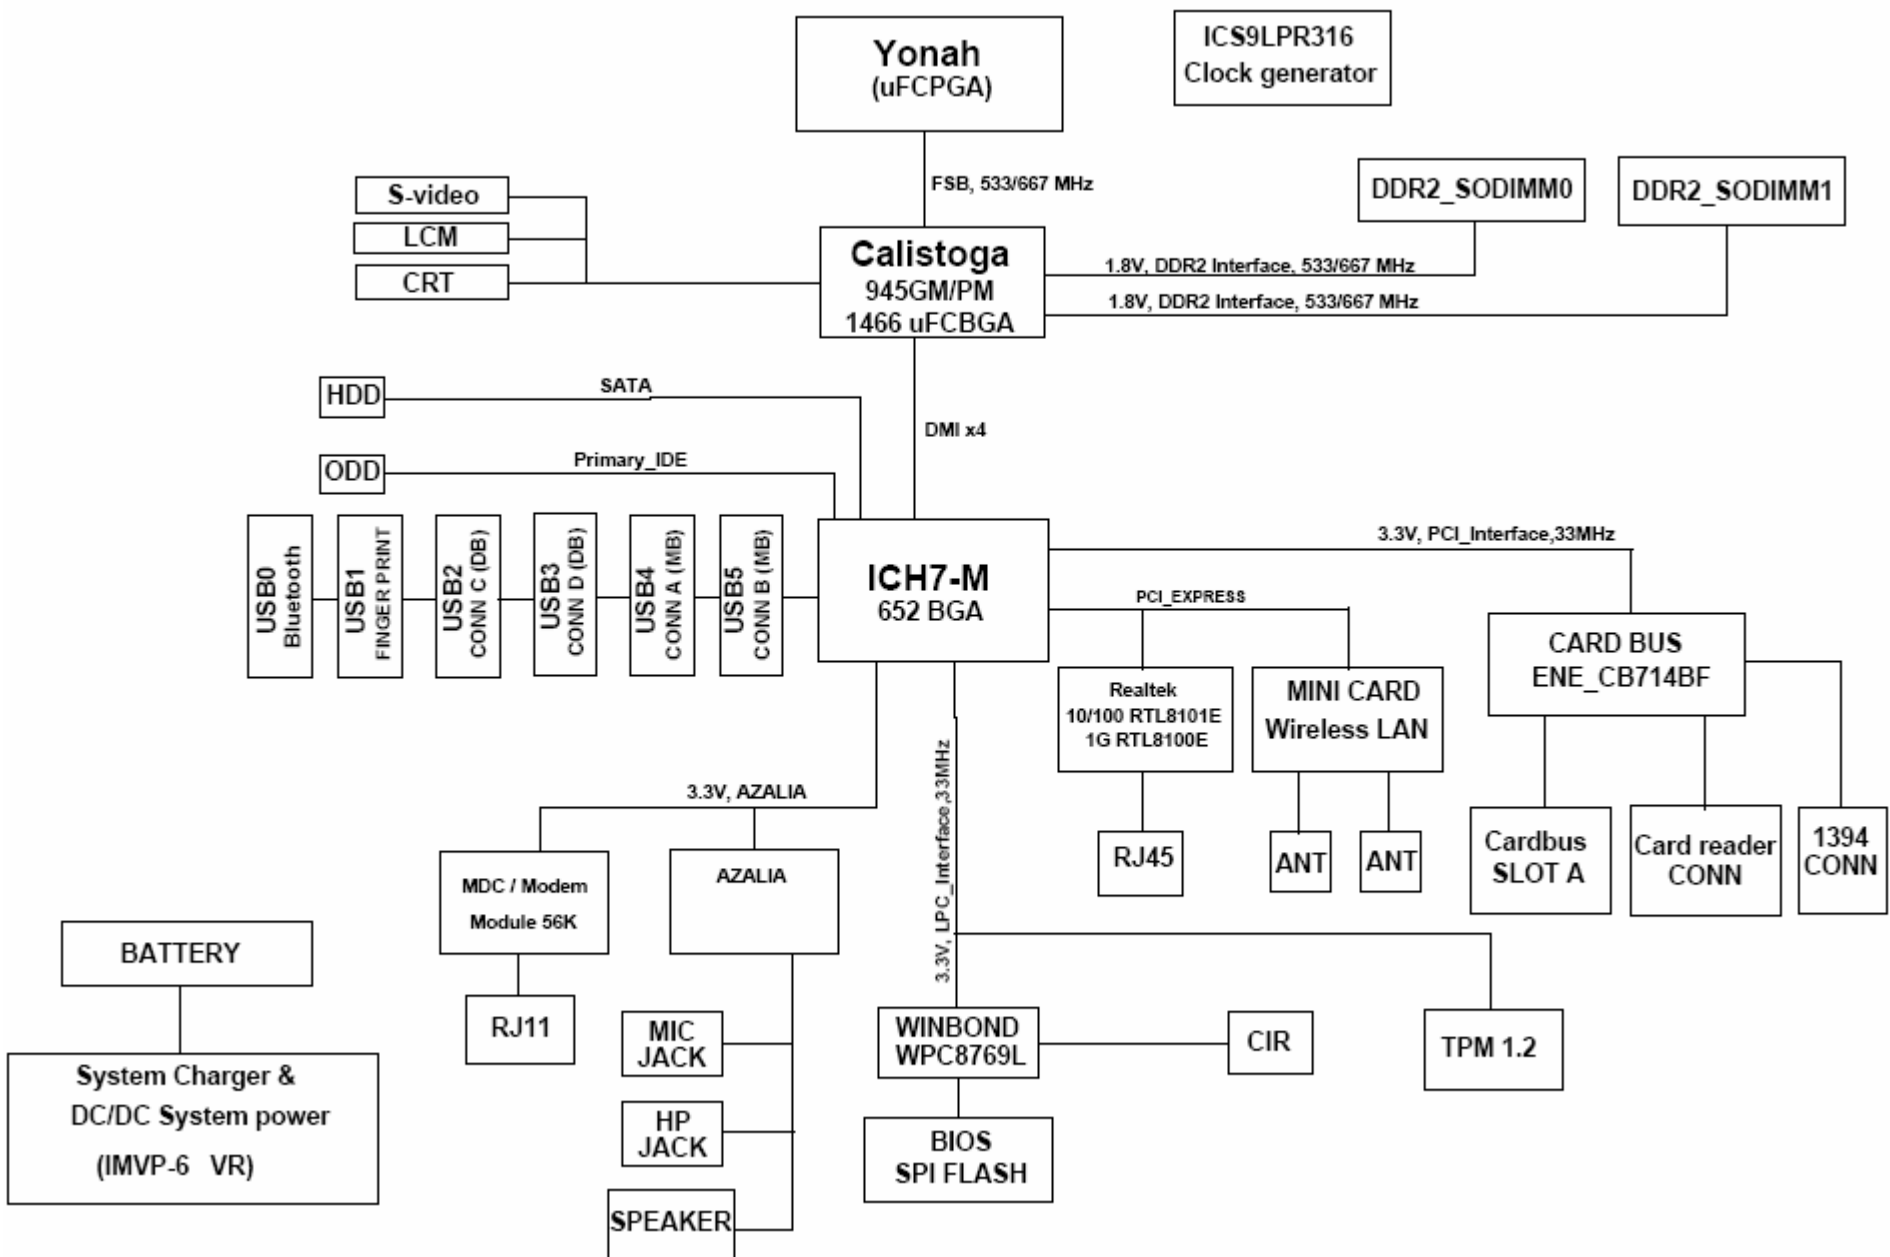 Yonah
(uFCPGA)
ICS9LPR316
Clock generator
FSB, 533/667 MHz
S-video
LCM
CRT
DDR2_SODIMM0
DDR2_SODIMM1
Calistoga
945GM/PM
1466 uFCBGA
1.8V, DDR2 Interface, 533/667 MHz
1.8V, DDR2 Interface, 533/667 MHz
HDD
SATA
DMI x4
ODD
Primary_IDE
USB0
Bluetooth
USB1
FINGER PRINT
USB2
CONN C (DB)
USB3
CONN D (DB)
USB4
CONN A (MB)
USB5
CONN B (MB)
ICH7-M
652 BGA
3.3V, PCI_Interface,33MHz
PCI_EXPRESS
CARD BUS
ENE_CB714BF
Realtek
10/100 RTL8101E
1G RTL8100E
MINI CARD
Wireless LAN
3.3V, AZALIA
3.3V, LPC_Interface,33MHz
RJ45
ANT
ANT
Cardbus
SLOT A
Card reader
CONN
1394
CONN
MDC / Modem
Module 56K
AZALIA
BATTERY
RJ11
MIC
JACK
WINBOND
WPC8769L
CIR
TPM 1.2
System Charger &
DC/DC System power
(IMVP-6 VR)
HP
JACK
BIOS
SPI FLASH
SPEAKER